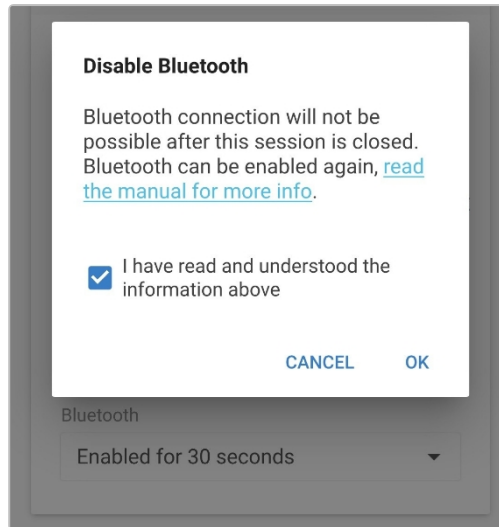 Disable Bluetooth
Bluetooth connection will not be
possible after this session is closed.
Bluetooth can be enabled again, read
the manual for more info.
I have read and understood the
information above
CANCEL OK
Bluetooth
Enabled for 30 seconds